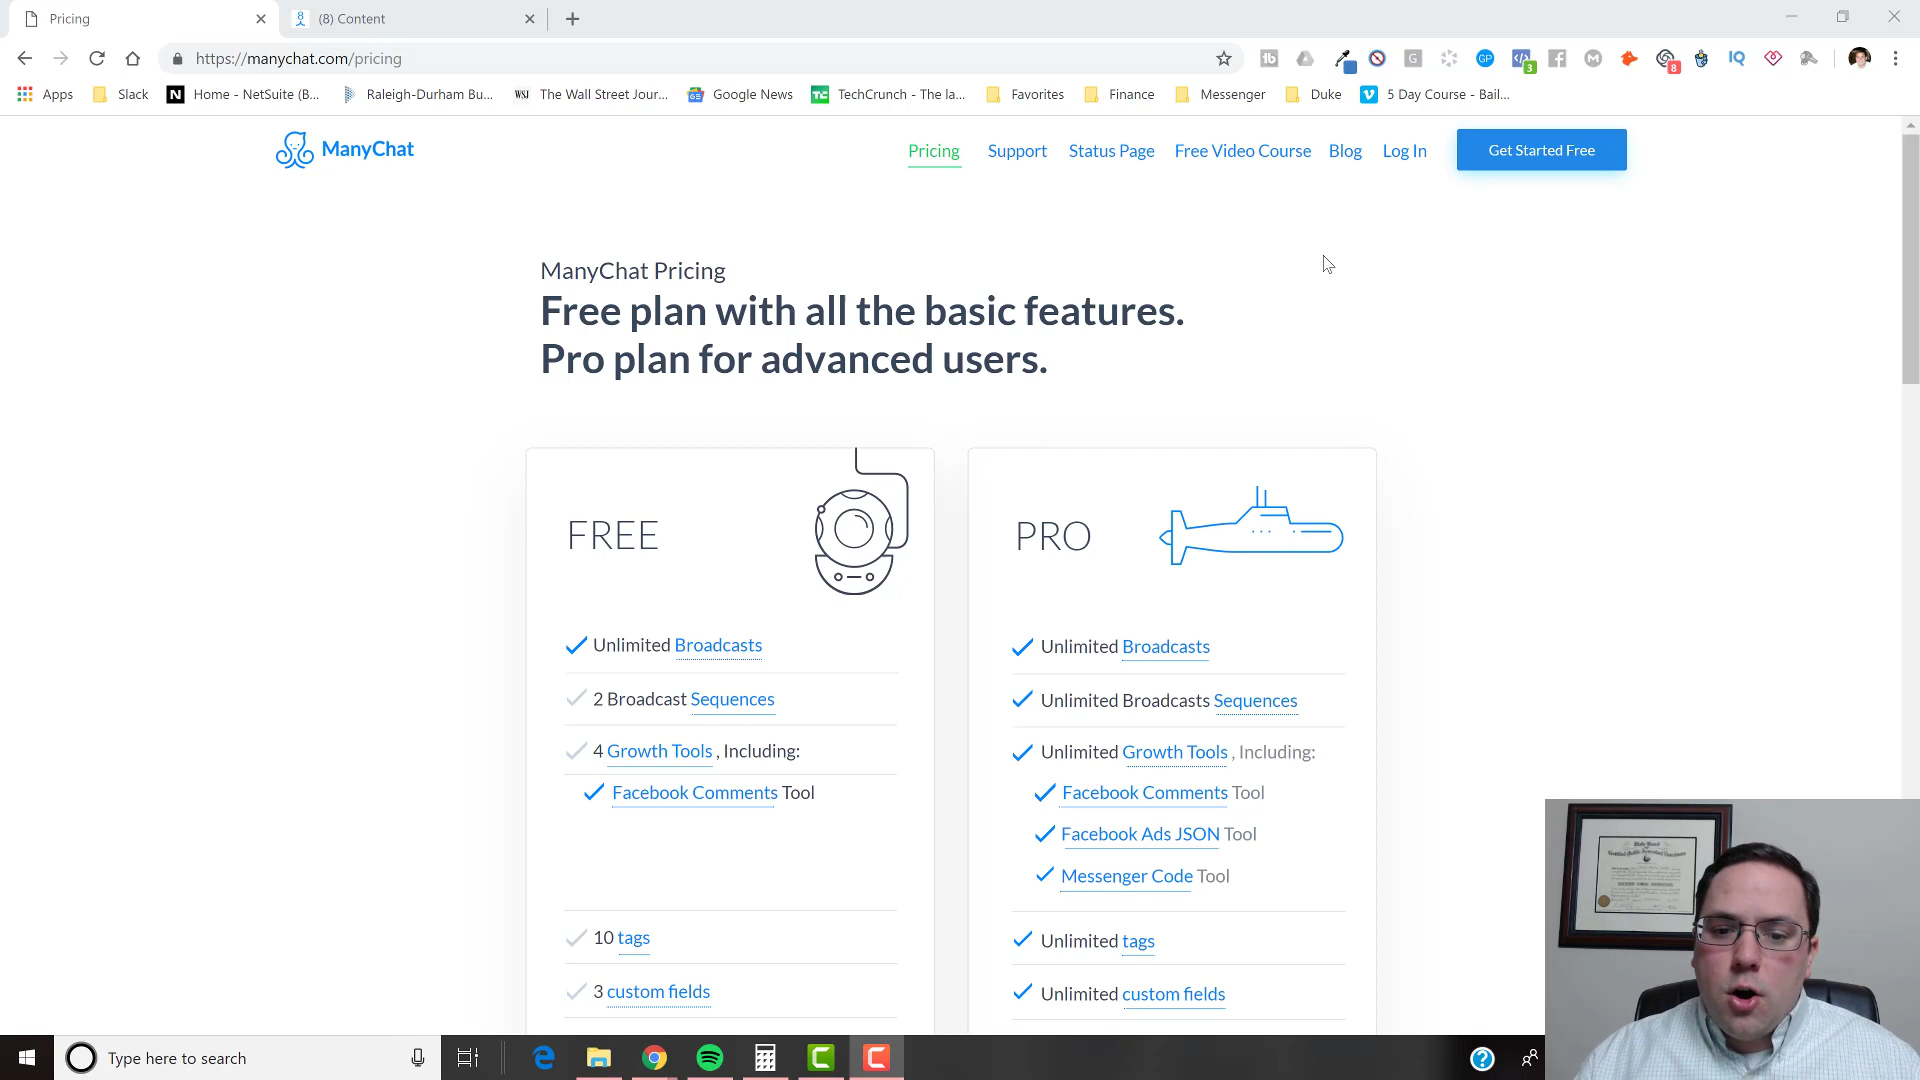 Pricing
(8) Content
https://manychat.com/pricing
Apps
Slack
Home - NetSuite (B...
Raleigh-Durham Bu...
WSJ The Wall Street Jour...
Google News
TC TechCrunch - The la...
Favorites
Finance
Messenger
Duke
5 Day Course - Bail...
ManyChat
Pricing
Support
Status Page
Free Video Course
Blog
Log In
Get Started Free
ManyChat Pricing
Free plan with all the basic features.
Pro plan for advanced users.
FREE
Unlimited Broadcasts
2 Broadcast Sequences
4 Growth Tools , Including:
Facebook Comments Tool
10 tags
3 custom fields
PRO
Unlimited Broadcasts
Unlimited Broadcasts Sequences
Unlimited Growth Tools , Including:
Facebook Comments Tool
Facebook Ads JSON Tool
Messenger Code Tool
Unlimited tags
Unlimited custom fields
Type here to search